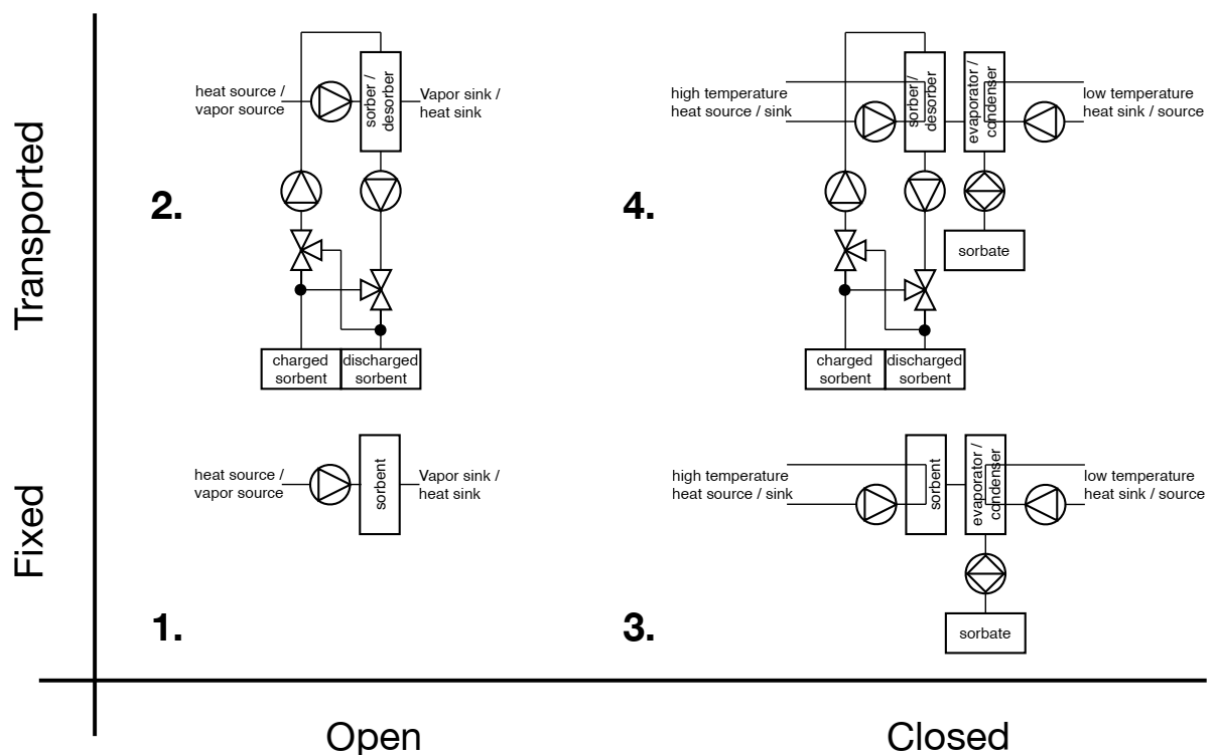 Transported
Fixed
Open
Closed
2.
heat source /
vapor source
sorber /
desorber
Vapor sink /
heat sink
charged
sorbent
discharged
sorbent
4.
high temperature
heat source / sink
sorber/
desorber
evaporator /
condenser
low temperature
heat sink / source
sorbate
charged
sorbent
discharged
sorbent
1.
heat source /
vapor source
sorbent
Vapor sink /
heat sink
3.
high temperature
heat source / sink
sorbent
evaporator /
condenser
low temperature
heat sink / source
sorbate